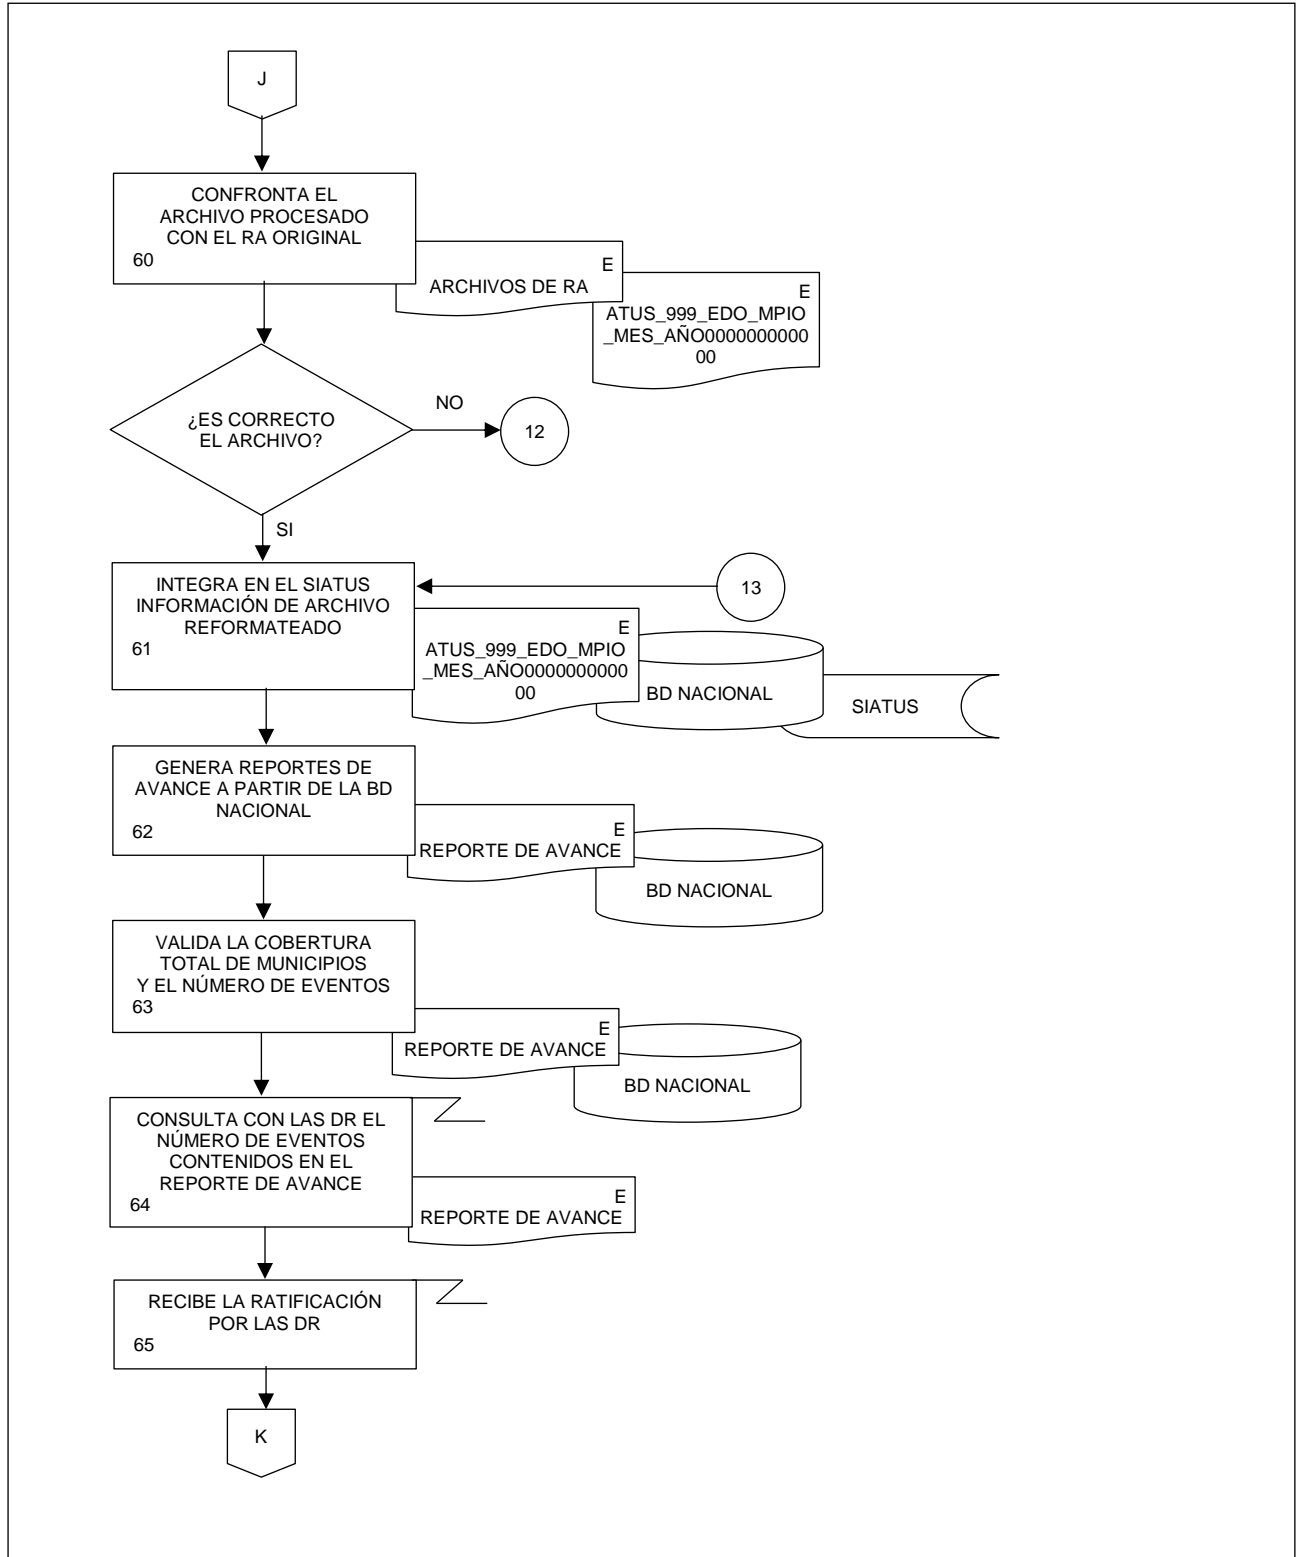 J
CONFRONTA EL
ARCHIVO PROCESADO
CON EL RA ORIGINAL
60
E
ARCHIVOS DE RA
E
ATUS_999_EDO_MPIO
_MES_AÑO0000000000
00
¿ES CORRECTO
EL ARCHIVO?
NO
12
SI
INTEGRA EN EL SIATUS
INFORMACIÓN DE ARCHIVO
REFORMATEADO
61
13
E
ATUS_999_EDO_MPIO
_MES_AÑO0000000000
00
BD NACIONAL
SIATUS
GENERA REPORTES DE
AVANCE A PARTIR DE LA BD
NACIONAL
62
E
REPORTE DE AVANCE
BD NACIONAL
VALIDA LA COBERTURA
TOTAL DE MUNICIPIOS
Y EL NÚMERO DE EVENTOS
63
E
REPORTE DE AVANCE
BD NACIONAL
CONSULTA CON LAS DR EL
NÚMERO DE EVENTOS
CONTENIDOS EN EL
REPORTE DE AVANCE
64
E
REPORTE DE AVANCE
RECIBE LA RATIFICACIÓN
POR LAS DR
65
K